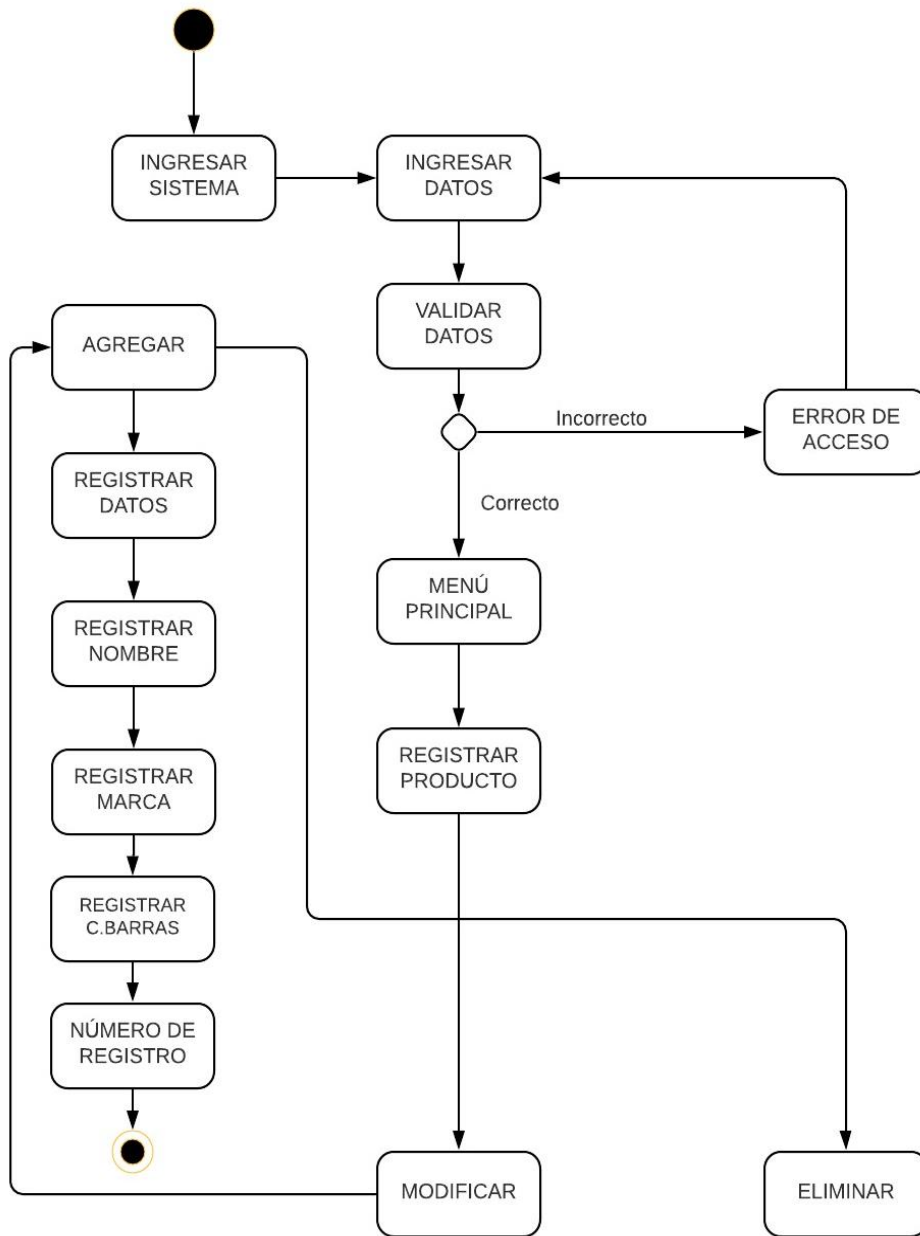 INGRESAR
SISTEMA
INGRESAR
DATOS
VALIDAR
DATOS
AGREGAR
Incorrecto
ERROR DE
ACCESO
REGISTRAR
DATOS
Correcto
MENÚ
PRINCIPAL
REGISTRAR
NOMBRE
REGISTRAR
PRODUCTO
REGISTRAR
MARCA
REGISTRAR
C.BARRAS
NÚMERO DE
REGISTRO
MODIFICAR
ELIMINAR